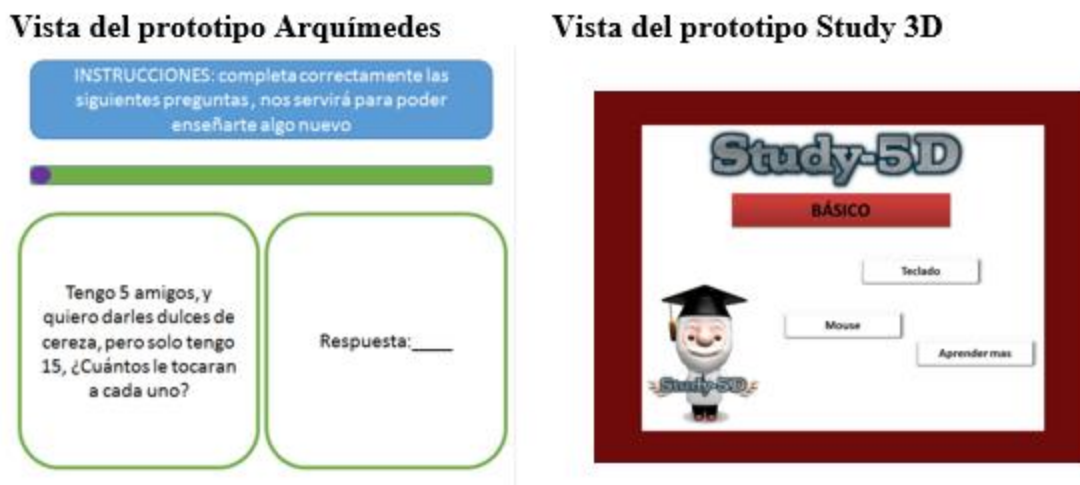 Vista del prototipo Arquímedes
INSTRUCCIONES: completa correctamente las
siguientes preguntas, nos servirá para poder
enseñarte algo nuevo
Tengo 5 amigos, y
quiero darles dulces de
cereza, pero solo tengo
15, ¿Cuántos le tocaran
a cada uno?
Respuesta:____
Vista del prototipo Study 3D
Study-5D
BÁSICO
Teclado
Mouse
Aprender mas
Study-5D